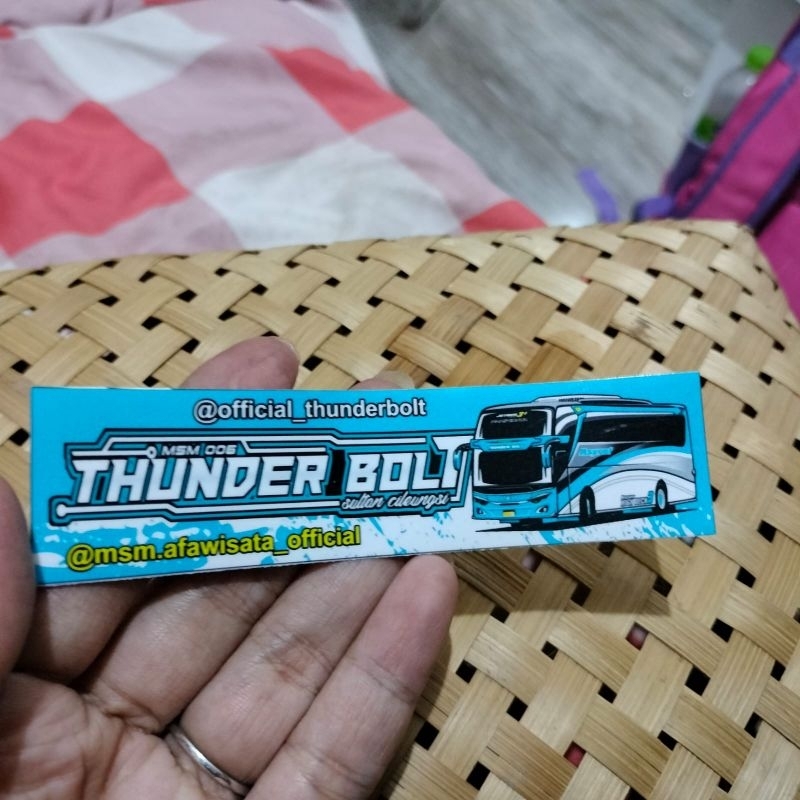 @official_thunderbolt
MSM 006
THUNDER BOLT
sultan cileungsi
@msm.afawisata_official